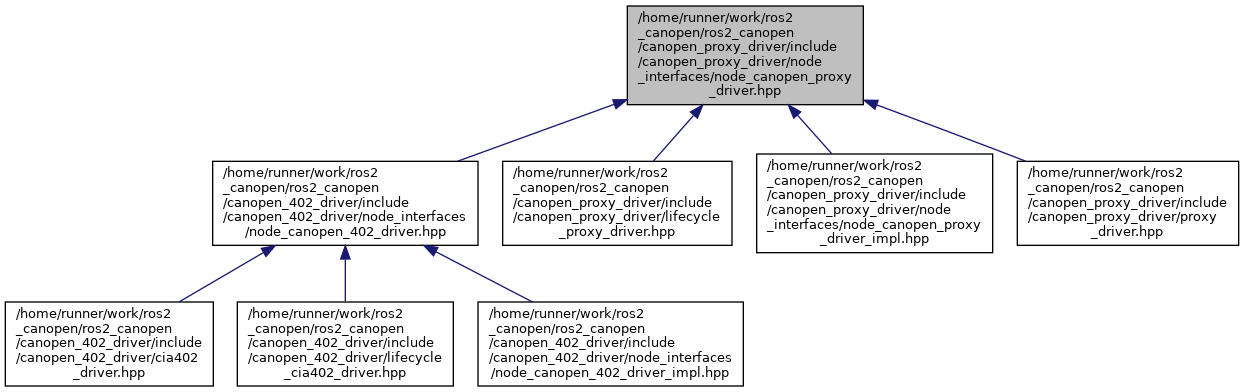 /home/runner/work/ros2
_canopen/ros2_canopen
/canopen_proxy_driver/include
/canopen_proxy_driver/node
_interfaces/node_canopen_proxy
_driver.hpp
/home/runner/work/ros2
_canopen/ros2_canopen
/canopen_402_driver/include
/canopen_402_driver/node_interfaces
/node_canopen_402_driver.hpp
/home/runner/work/ros2
_canopen/ros2_canopen
/canopen_proxy_driver/include
/canopen_proxy_driver/lifecycle
_proxy_driver.hpp
/home/runner/work/ros2
_canopen/ros2_canopen
/canopen_proxy_driver/include
/canopen_proxy_driver/node
_interfaces/node_canopen_proxy
_driver_impl.hpp
/home/runner/work/ros2
_canopen/ros2_canopen
/canopen_proxy_driver/include
/canopen_proxy_driver/proxy
_driver.hpp
/home/runner/work/ros2
_canopen/ros2_canopen
/canopen_402_driver/include
/canopen_402_driver/cia402
_driver.hpp
/home/runner/work/ros2
_canopen/ros2_canopen
/canopen_402_driver/include
/canopen_402_driver/lifecycle
_cia402_driver.hpp
/home/runner/work/ros2
_canopen/ros2_canopen
/canopen_402_driver/include
/canopen_402_driver/node_interfaces
/node_canopen_402_driver_impl.hpp